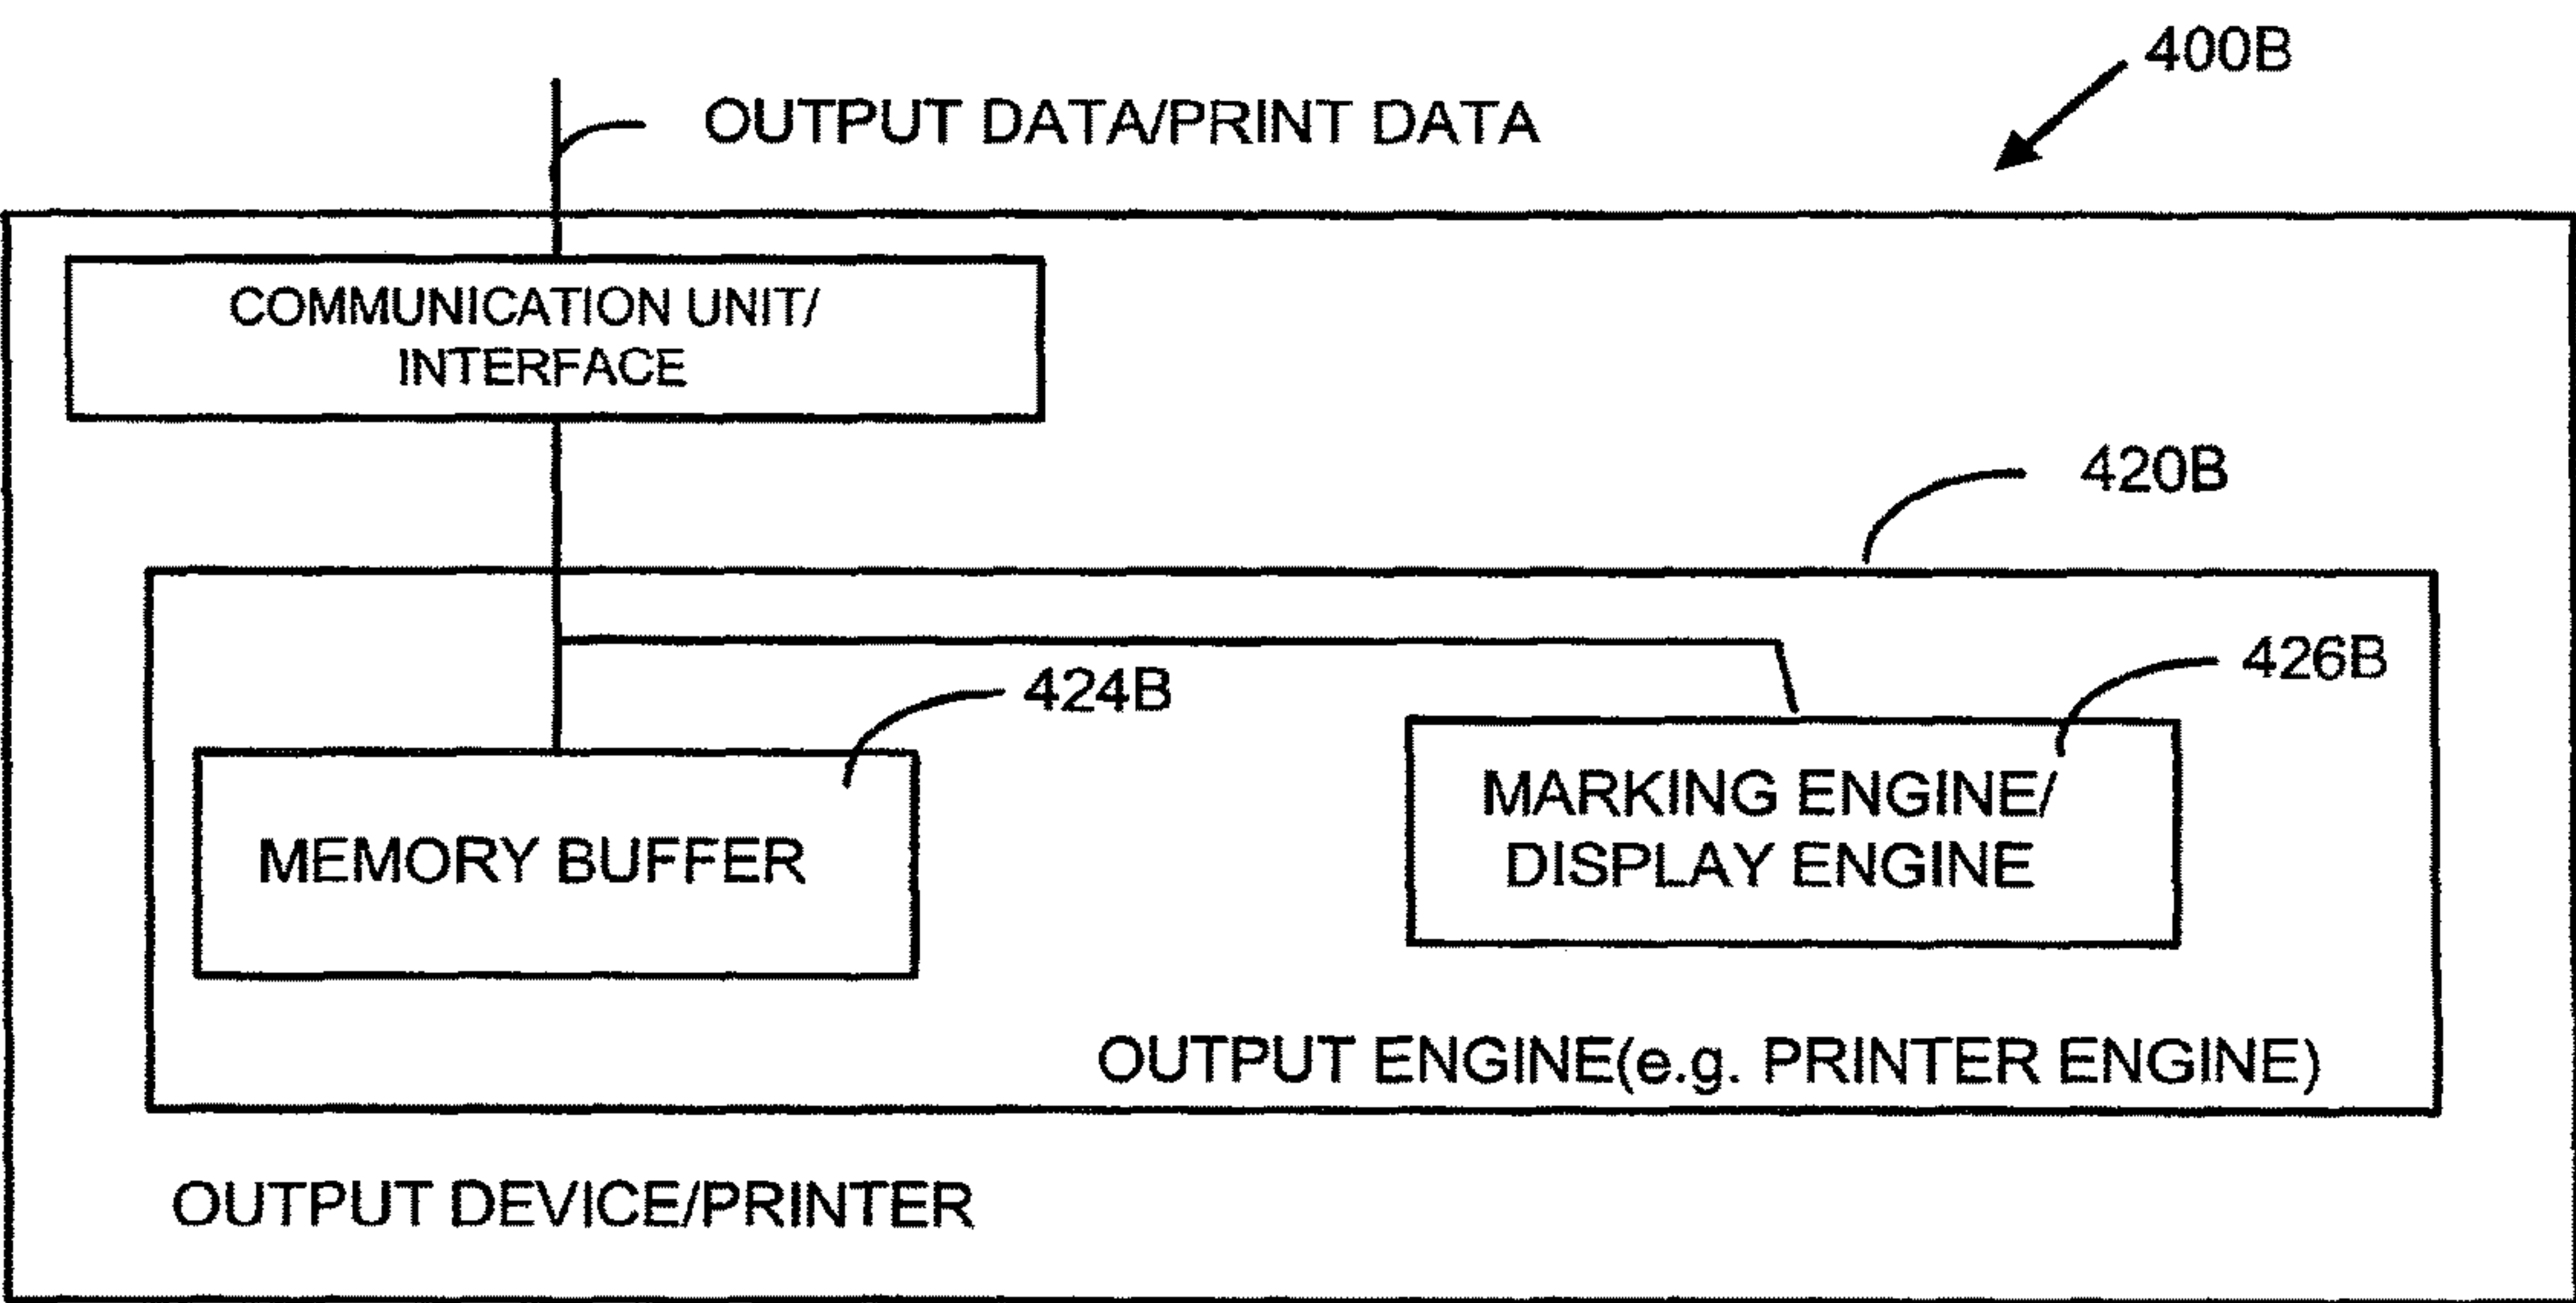 400B
OUTPUT DATA/PRINT DATA
COMMUNICATION UNIT/
INTERFACE
420B
426B
424B
MARKING ENGINE/
DISPLAY ENGINE
MEMORY BUFFER
OUTPUT ENGINE(e.g. PRINTER ENGINE)
OUTPUT DEVICE/PRINTER